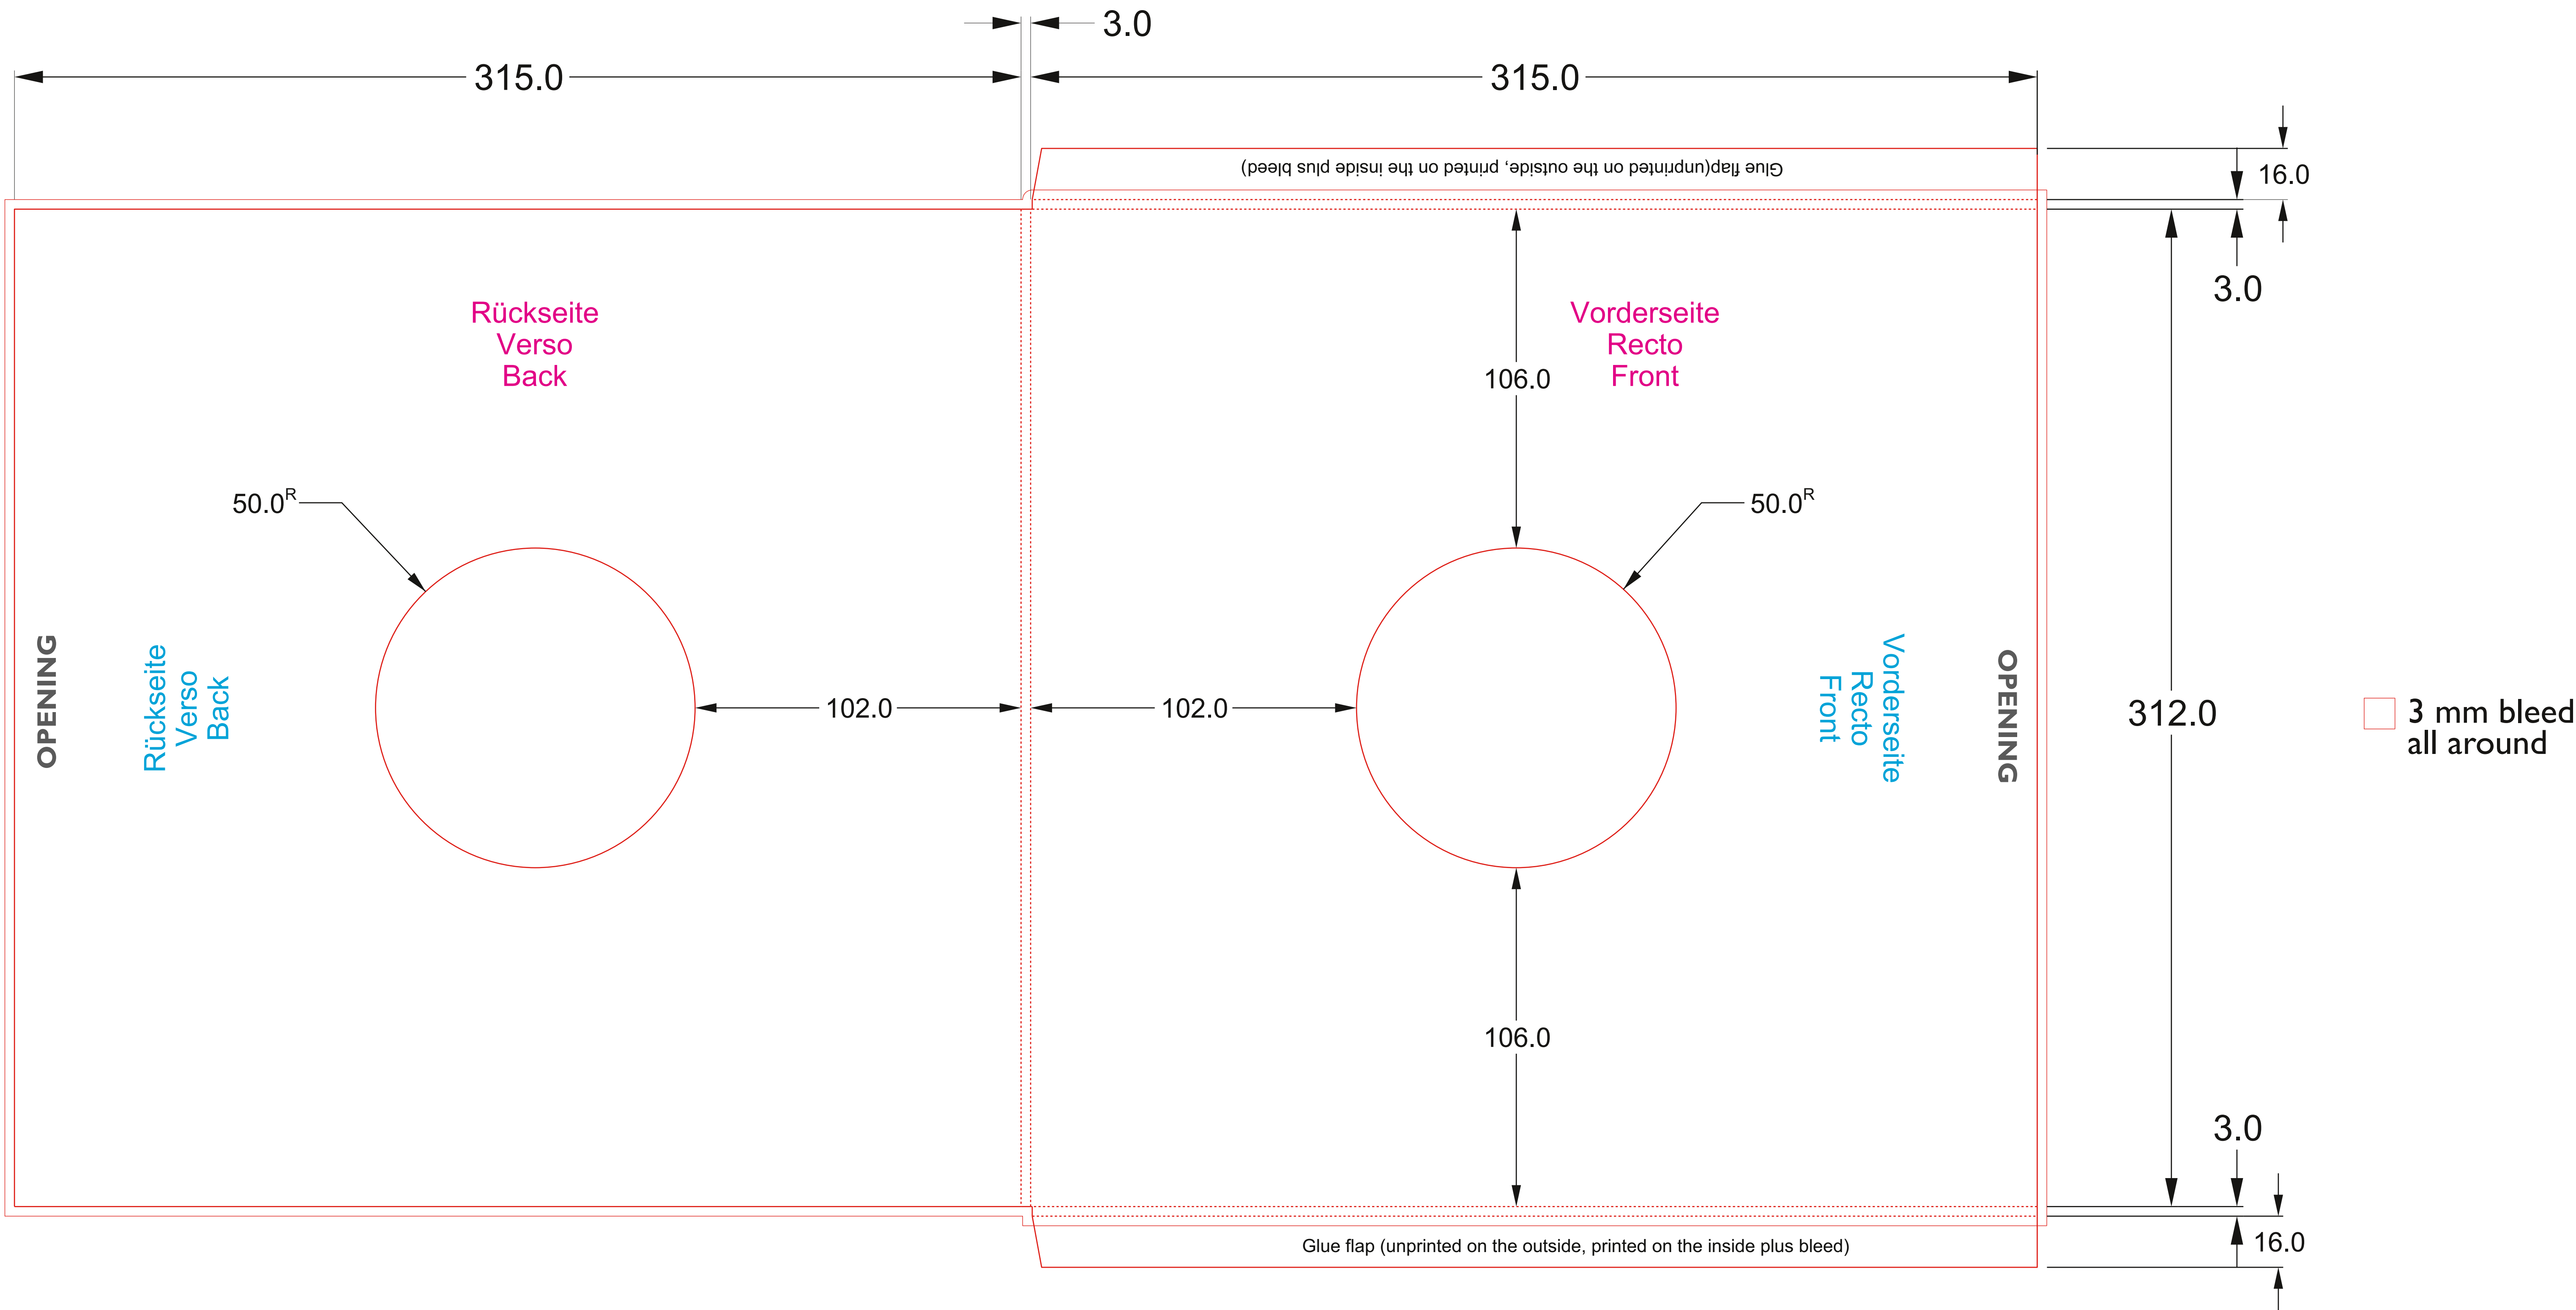 3.0
315.0
315.0
Glue flap(unprinted on the outside, printed on the inside plus bleed)
16.0
3.0
Rückseite
Verso
Back
Vorderseite
Recto
Front
106.0
50.0R
50.0R
OPENING
Rückseite
Verso
Back
102.0
102.0
Vorderseite
Recto
Front
OPENING
312.0
3 mm bleed
all around
106.0
3.0
Glue flap (unprinted on the outside, printed on the inside plus bleed)
16.0